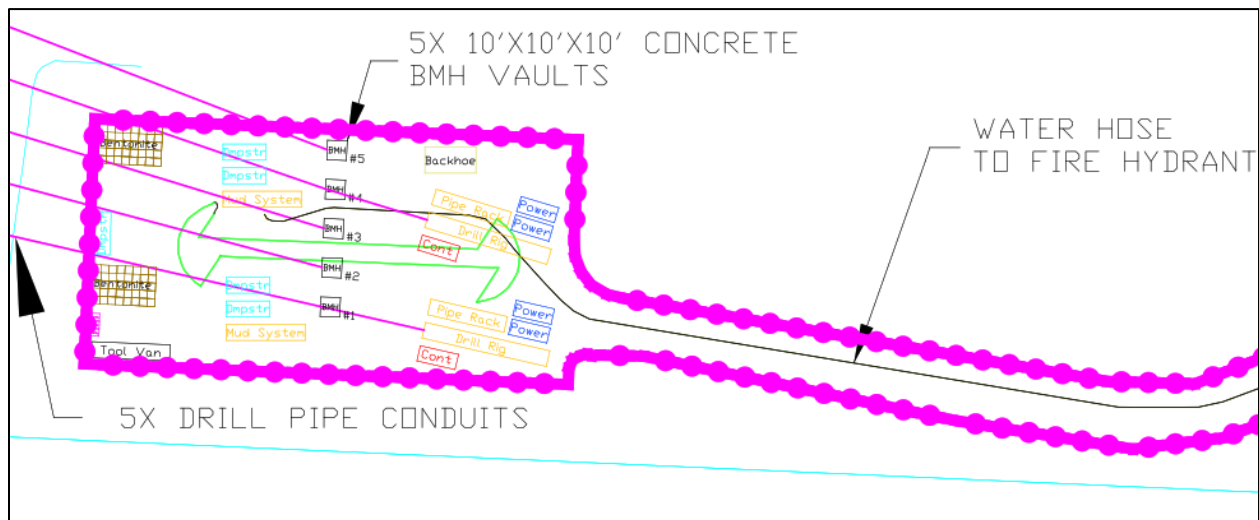 5X 10'X10'X10' CONCRETE
BMH VAULTS
WATER HOSE
TO FIRE HYDRANT
Bentonite
Dmpstr
BMH #5
Backhoe
Dmpstr
BMH #4
Mud System
Pipe Rack
Power
Power
Dmpstr
BMH #3
Drill Rig
Cont
BMH #2
Bentonite
Dmpstr
Dmpstr
BMH #1
Pipe Rack
Power
Power
Mud System
Drill Rig
Tool Van
Cont
5X DRILL PIPE CONDUITS